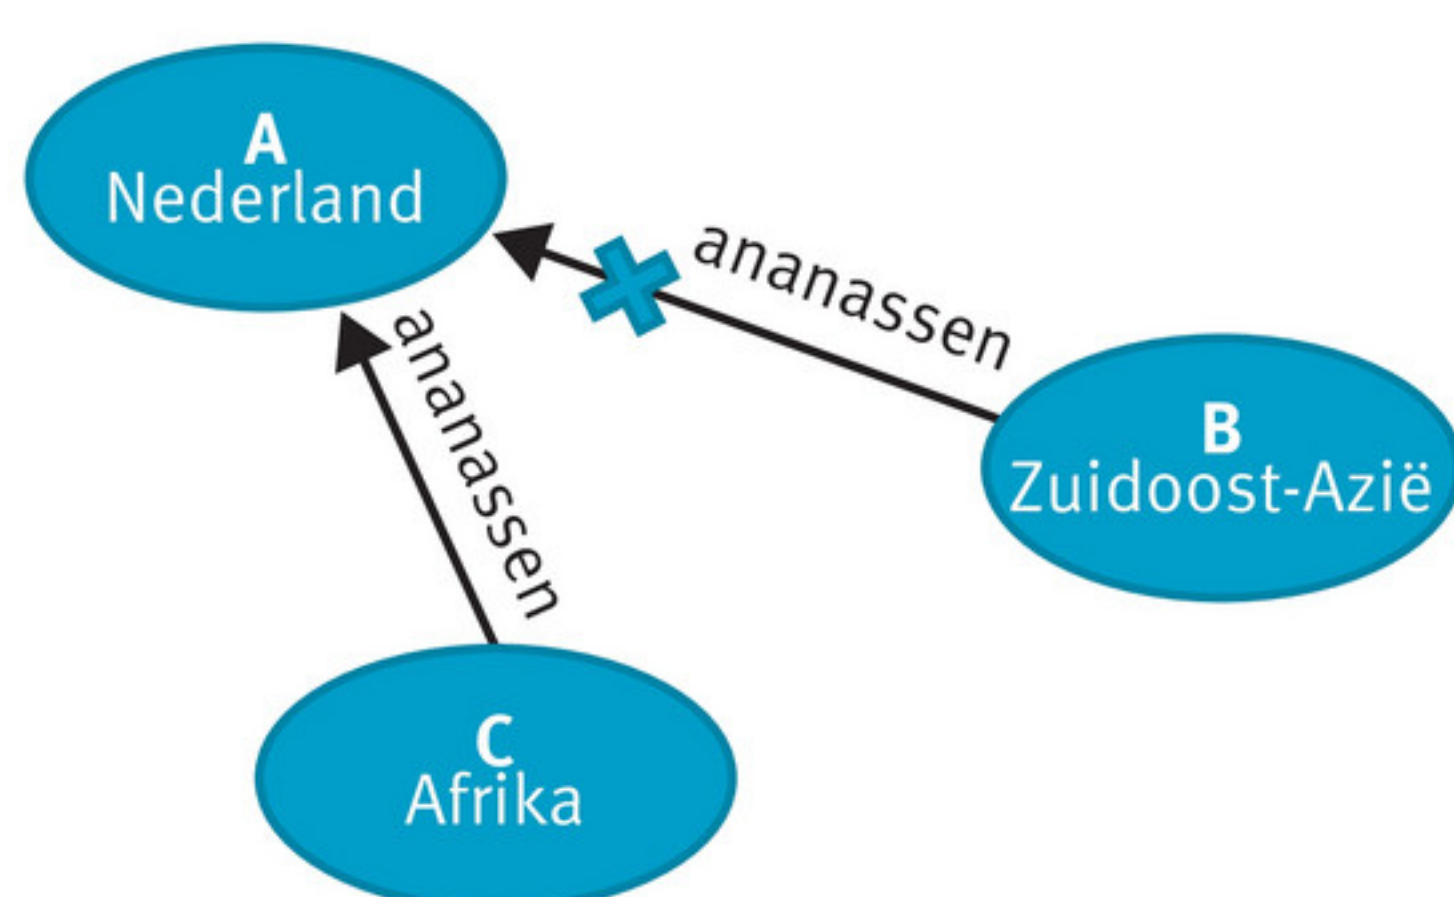 A
Nederland
ananassen
ananassen
B
Zuidoost-Azië
C
Afrika